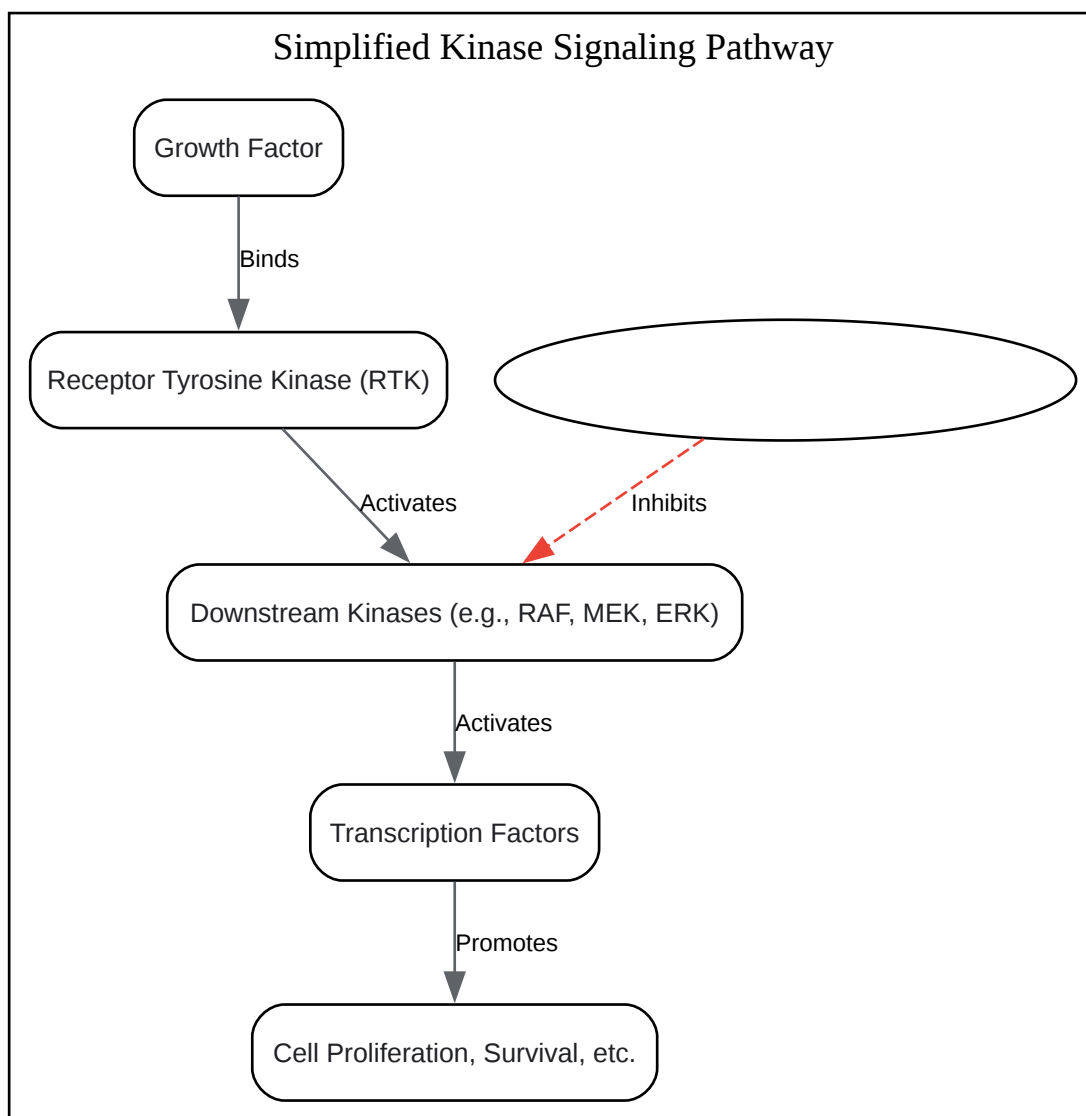 Simplified Kinase Signaling Pathway
Growth Factor
Binds
Receptor Tyrosine Kinase (RTK)
Activates
Inhibits
Downstream Kinases (e.g., RAF, MEK, ERK)
Activates
Transcription Factors
Promotes
Cell Proliferation, Survival, etc.